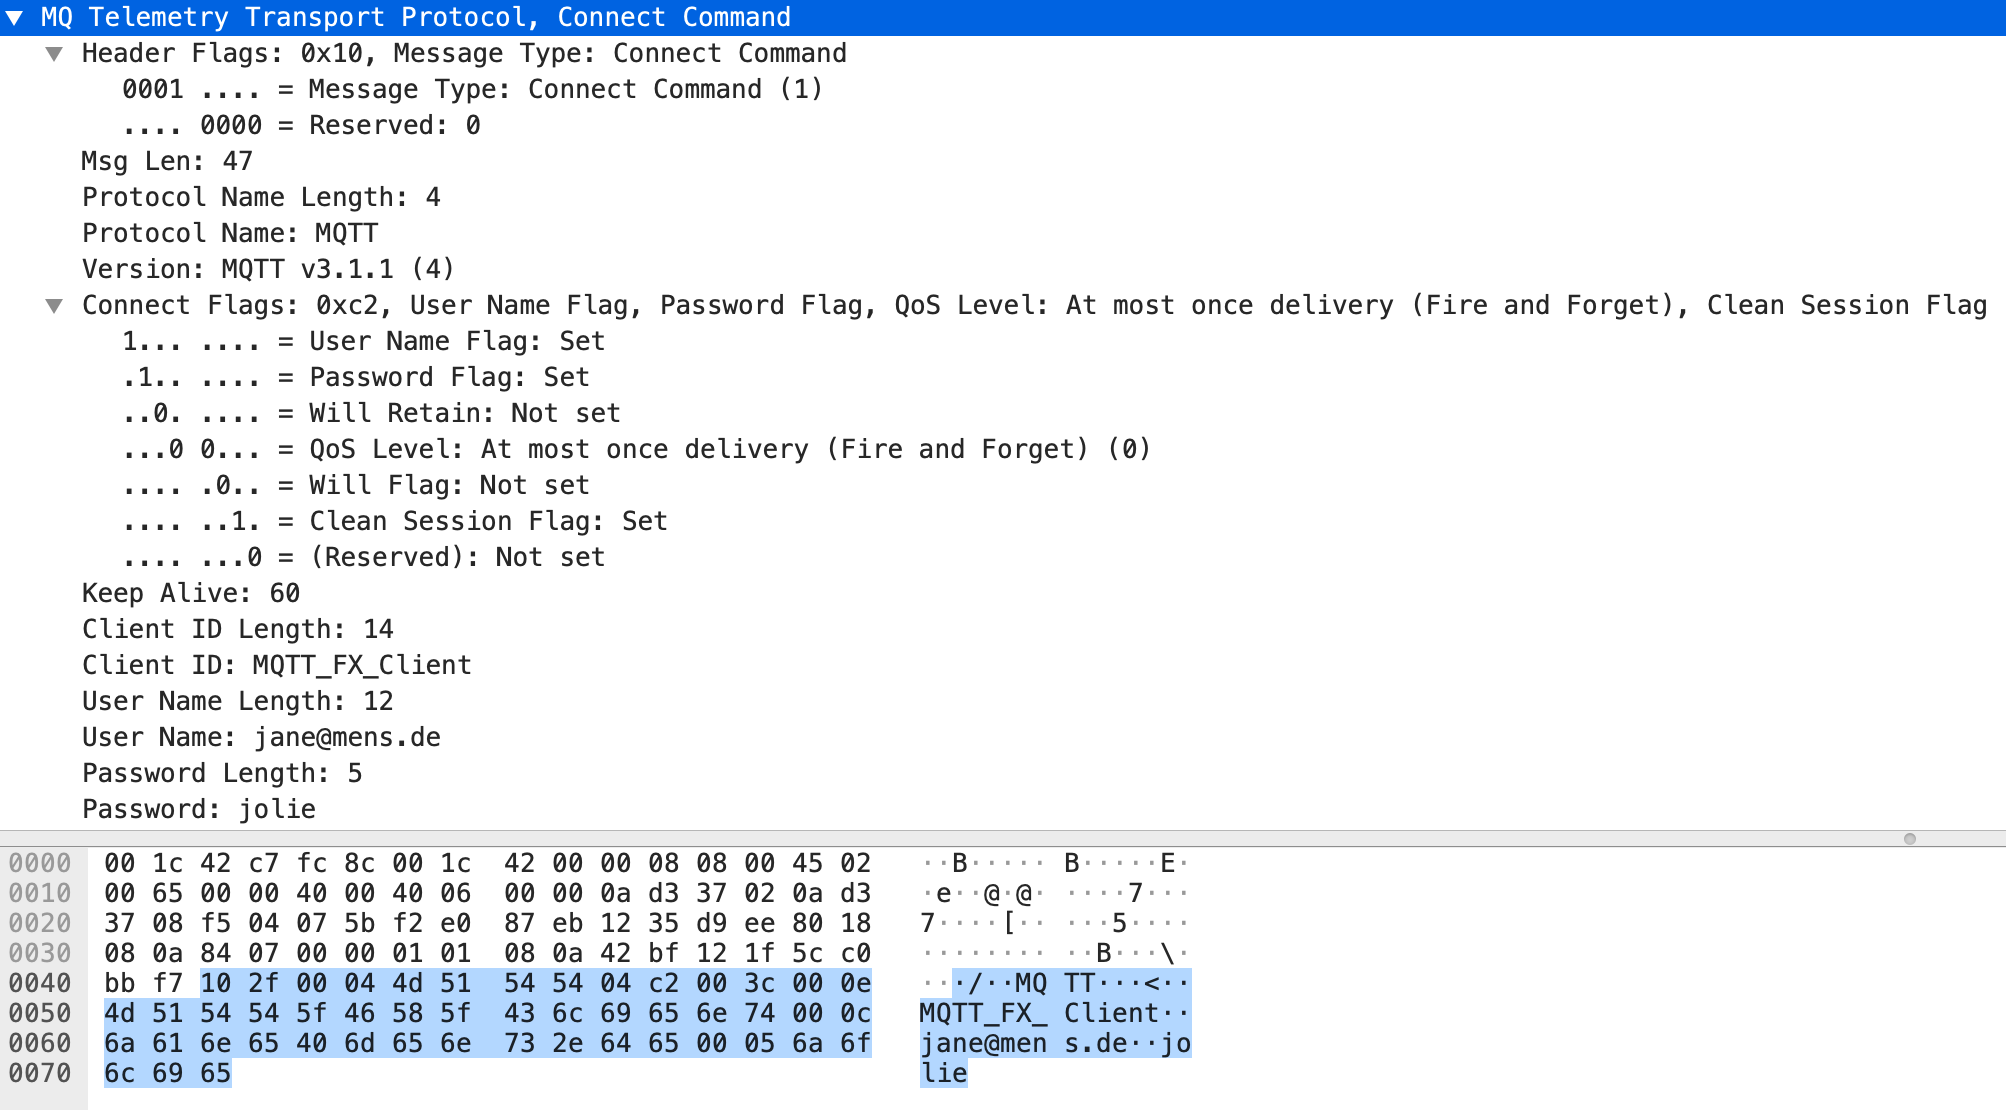 MQ Telemetry Transport Protocol, Connect Command
Header Flags: 0x10, Message Type: Connect Command
0001 .... = Message Type: Connect Command (1)
.... 0000 = Reserved: 0
Msg Len: 47
Protocol Name Length: 4
Protocol Name: MQTT
Version: MQTT v3.1.1 (4)
Connect Flags: 0xc2, User Name Flag, Password Flag, QoS Level: At most once delivery (Fire and Forget), Clean Session Flag
1... .... = User Name Flag: Set
.1.. .... = Password Flag: Set
..0. .... = Will Retain: Not set
...0 0... = QoS Level: At most once delivery (Fire and Forget) (0)
.... .0.. = Will Flag: Not set
.... ..1. = Clean Session Flag: Set
.... ...0 = (Reserved): Not set
Keep Alive: 60
Client ID Length: 14
Client ID: MQTT_FX_Client
User Name Length: 12
User Name: jane@mens.de
Password Length: 5
Password: jolie
0000 00 1c 42 c7 fc 8c 00 1c 42 00 00 08 08 00 45 02 ··B····· B·····E·
0010 00 65 00 00 40 00 40 06 00 00 0a d3 37 02 0a d3 ·e··@·@· ····7···
0020 37 08 f5 04 07 5b f2 e0 87 eb 12 35 d9 ee 80 18 7····[·· ···5····
0030 08 0a 84 07 00 00 01 01 08 0a 42 bf 12 1f 5c c0 ········ ··B···\·
0040 bb f7 10 2f 00 04 4d 51 54 54 04 c2 00 3c 00 0e ···/··MQ TT···<··
0050 4d 51 54 54 5f 46 58 5f 43 6c 69 65 6e 74 00 0c MQTT_FX_ Client··
0060 6a 61 6e 65 40 6d 65 6e 73 2e 64 65 00 05 6a 6f jane@men s.de··jo
0070 6c 69 65 lie